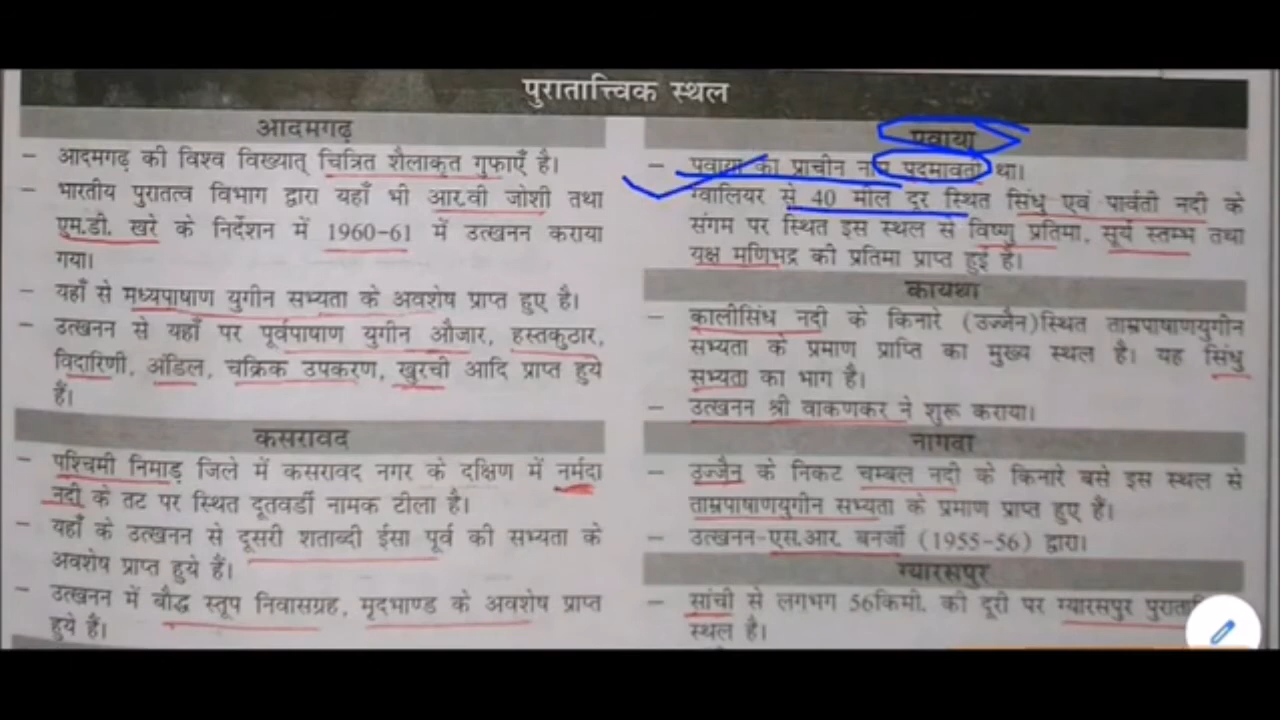 पुरातात्त्विक स्थल
आदमगढ़
– आदमगढ़ की विश्व विख्यात् चित्रित शैलाकृत गुफाएँ है।
– भारतीय पुरातत्व विभाग द्वारा यहाँ भी आर.वी जोशी तथा
एम.डी. खरे के निर्देशन में 1960-61 में उत्खनन कराया
गया।
– यहाँ से मध्यपाषाण युगीन सभ्यता के अवशेष प्राप्त हुए है।
– उत्खनन से यहाँ पर पूर्वपाषाण युगीन औजार, हस्तकुठार,
विदारिणी, अंडिल, चक्रिक उपकरण, खुरची आदि प्राप्त हुये
हैं।
कसरावद
– पश्चिमी निमाड़ जिले में कसरावद नगर के दक्षिण में नर्मदा
नदी के तट पर स्थित दूतवर्डी नामक टीला है।
– यहाँ के उत्खनन से दूसरी शताब्दी ईसा पूर्व की सभ्यता के
अवशेष प्राप्त हुये हैं।
– उत्खनन में बौद्ध स्तूप निवासग्रह, मृदभाण्ड के अवशेष प्राप्त
हुये हैं।
पवाया
– पवाया का प्राचीन नाम पदमावती था।
ग्वालियर से 40 मील दूर स्थित सिंधु एवं पार्वती नदी के
संगम पर स्थित इस स्थल से विष्णु प्रतिमा, सूर्य स्तम्भ तथा
यक्ष मणिभद्र की प्रतिमा प्राप्त हुई है।
कायथा
– कालीसिंध नदी के किनारे (उज्जैन)स्थित ताम्रपाषाणयुगीन
सभ्यता के प्रमाण प्राप्ति का मुख्य स्थल है। यह सिंधु
सभ्यता का भाग है।
– उत्खनन श्री वाकणकर ने शुरू कराया।
नागवा
– उज्जैन के निकट चम्बल नदी के किनारे बसे इस स्थल से
ताम्रपाषाणयुगीन सभ्यता के प्रमाण प्राप्त हुए हैं।
– उत्खनन-एस.आर. बनर्जी (1955-56) द्वारा।
ग्यारसपुर
– सांची से लगभग 56किमी. की दूरी पर ग्यारसपुर
स्थल है।